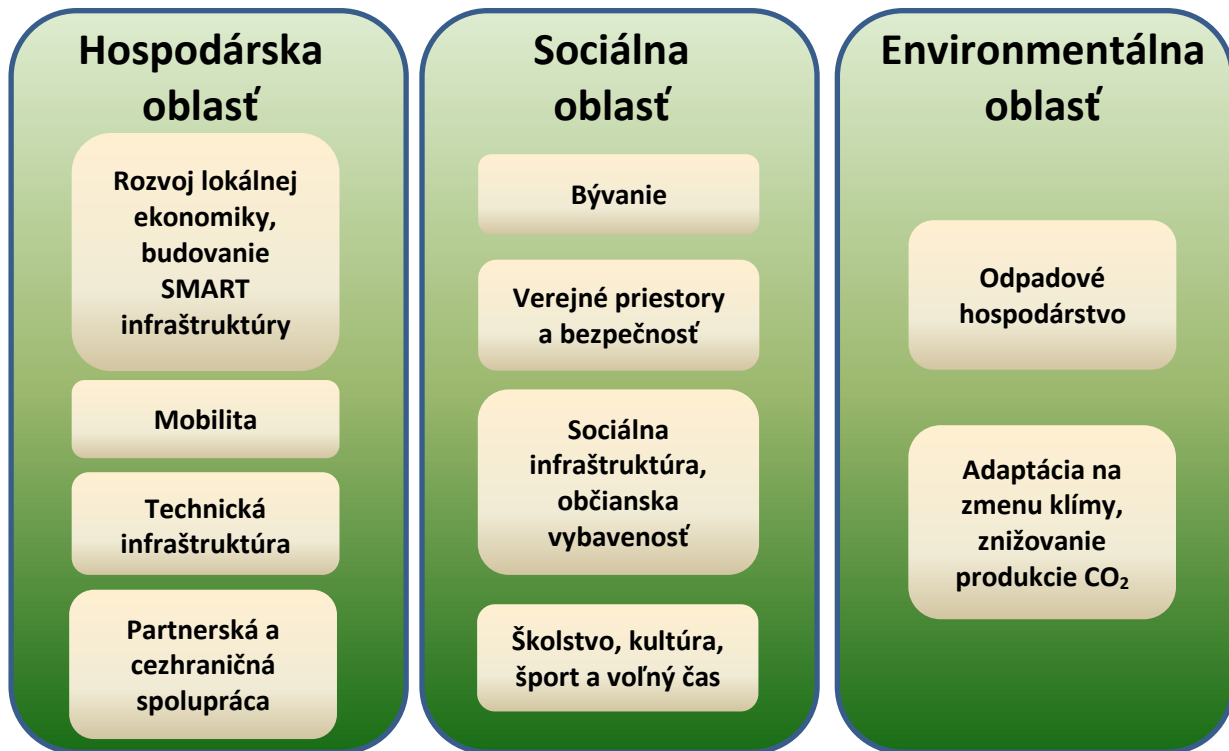 Hospodárska
oblasť
Rozvoj lokálnej
ekonomiky,
budovanie
SMART
infraštruktúry
Mobilita
Technická
infraštruktúra
Partnerská a
cezhraničná
spolupráca
Sociálna
oblasť
Bývanie
Verejné priestory
a bezpečnosť
Sociálna
infraštruktúra,
občianska
vybavenosť
Školstvo, kultúra,
šport a voľný čas
Environmentálna
oblasť
Odpadové
hospodárstvo
Adaptácia na
zmenu klímy,
znižovanie
produkcie CO₂